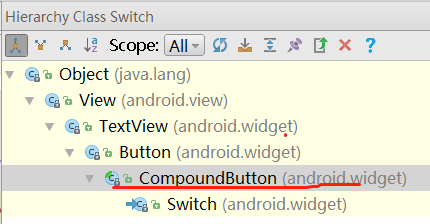 Hierarchy Class Switch
Scope: All
Object (java.lang)
View (android.view)
TextView (android.widget)
Button (android.widget)
CompoundButton (android.widget)
Switch (android.widget)